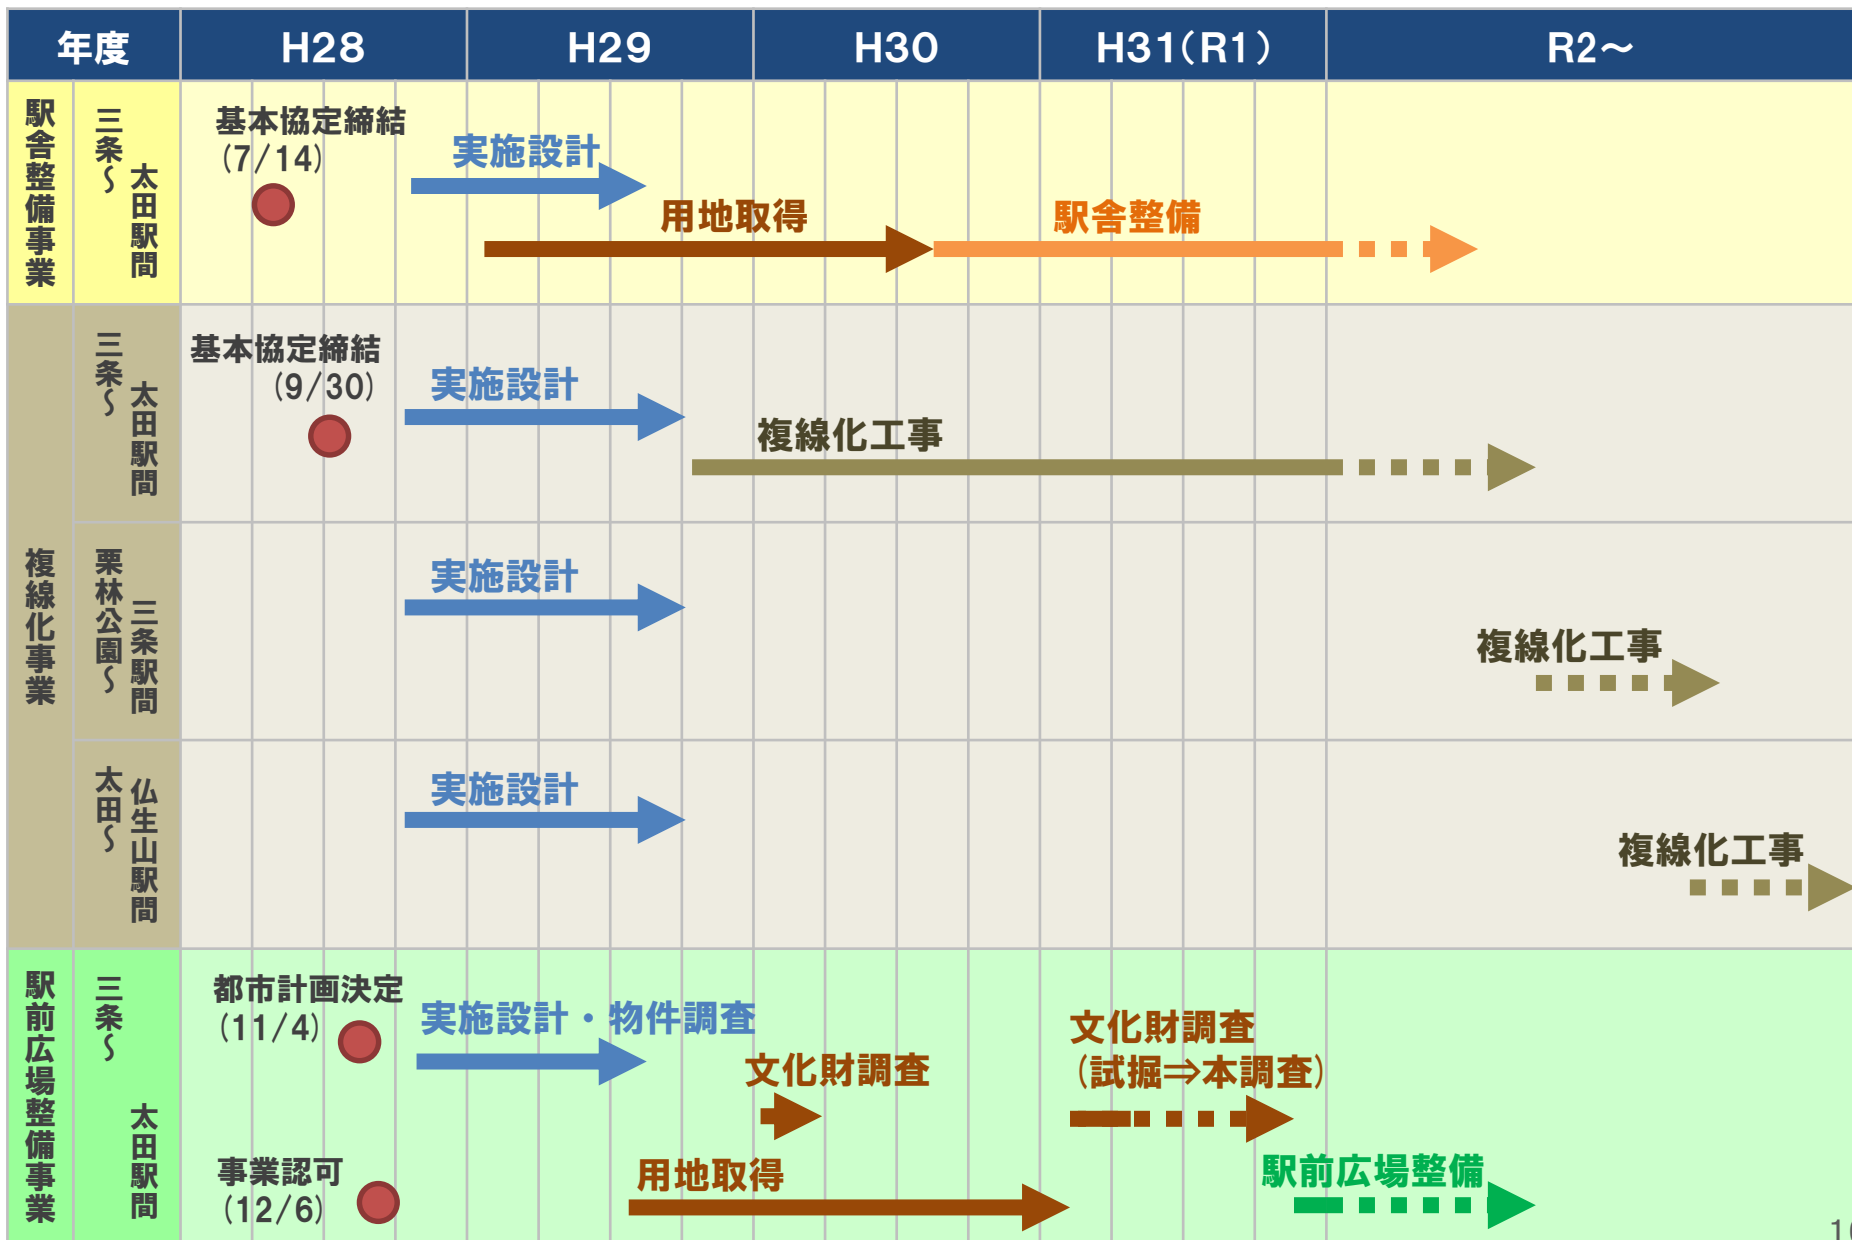 年度
H28
H29
H30
H31(R1)
R2～
駅舎整備事業
三条～
太田駅間
基本協定締結
(7/14)
実施設計
用地取得
駅舎整備
複線化事業
三条～
太田駅間
基本協定締結
(9/30)
実施設計
複線化工事
栗林公園～
三条駅間
実施設計
複線化工事
太田～
仏生山駅間
実施設計
複線化工事
駅前広場整備事業
三条～
太田駅間
都市計画決定
(11/4)
実施設計・物件調査
文化財調査
文化財調査
(試掘⇒本調査)
事業認可
(12/6)
用地取得
駅前広場整備